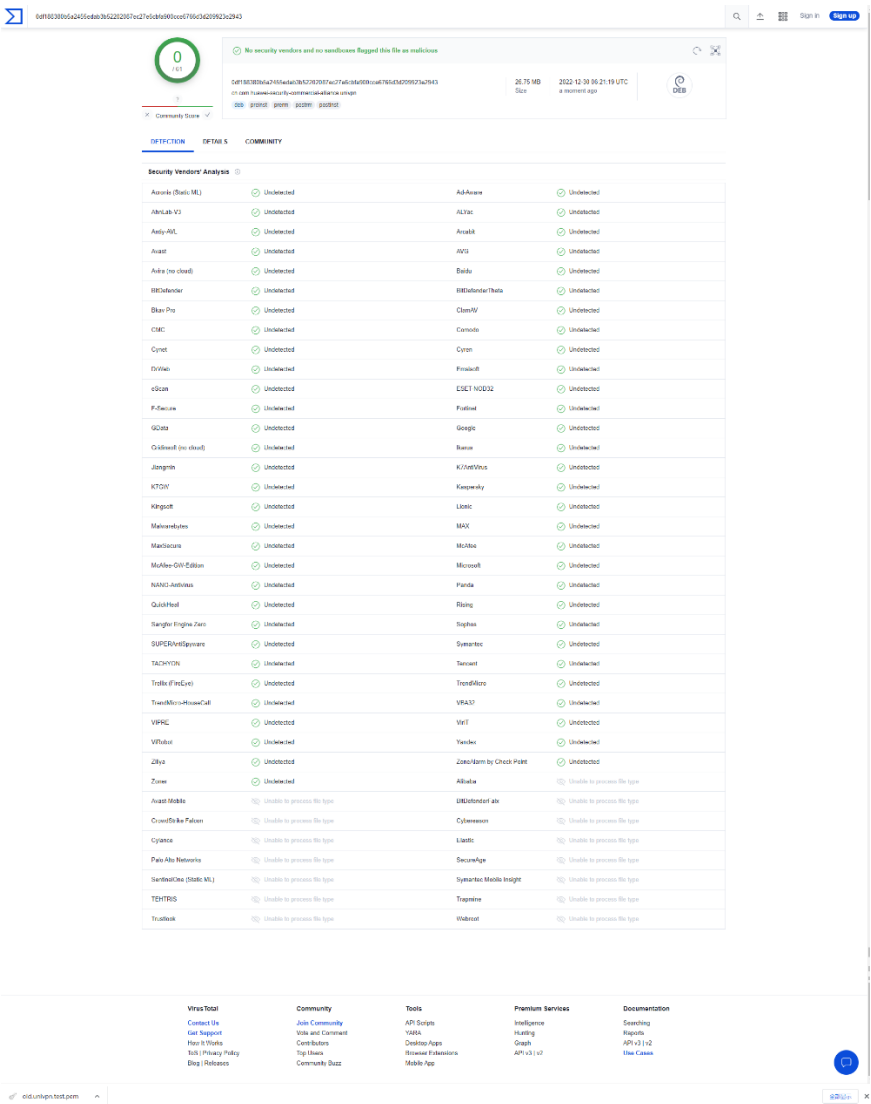 Sign in
Sign up
0
/ 61
No security vendors and no sandboxes flagged this file as malicious
cn.com.huawei-security-commercial-alliance.univpn
deb preinst prerm postrm postinst
26.75 MB
Size
2022-12-30 06:21:19 UTC
a moment ago
DEB
?
Community Score
DETECTION DETAILS COMMUNITY
Security Vendors' Analysis
Acronis (Static ML) Undetected Ad-Aware Undetected
AhnLab-V3 Undetected ALYac Undetected
Antiy-AVL Undetected Arcabit Undetected
Avast Undetected AVG Undetected
Avira (no cloud) Undetected Baidu Undetected
BitDefender Undetected BitDefenderTheta Undetected
Bkav Pro Undetected ClamAV Undetected
CMC Undetected Comodo Undetected
Cynet Undetected Cyren Undetected
DrWeb Undetected Emsisoft Undetected
eScan Undetected ESET-NOD32 Undetected
F-Secure Undetected Fortinet Undetected
GData Undetected Google Undetected
Gridinsoft (no cloud) Undetected Ikarus Undetected
Jiangmin Undetected K7AntiVirus Undetected
K7GW Undetected Kaspersky Undetected
Kingsoft Undetected Lionic Undetected
Malwarebytes Undetected MAX Undetected
MaxSecure Undetected McAfee Undetected
McAfee-GW-Edition Undetected Microsoft Undetected
NANO-Antivirus Undetected Panda Undetected
QuickHeal Undetected Rising Undetected
Sangfor Engine Zero Undetected Sophos Undetected
SUPERAntiSpyware Undetected Symantec Undetected
TACHYON Undetected Tencent Undetected
Trellix (FireEye) Undetected TrendMicro Undetected
TrendMicro-HouseCall Undetected VBA32 Undetected
VIPRE Undetected VirIT Undetected
ViRobot Undetected Yandex Undetected
Zillya Undetected ZoneAlarm by Check Point Undetected
Zoner Undetected Alibaba Unable to process file type
Avast-Mobile Unable to process file type BitDefenderFalx Unable to process file type
CrowdStrike Falcon Unable to process file type Cybereason Unable to process file type
Cylance Unable to process file type Elastic Unable to process file type
Palo Alto Networks Unable to process file type SecureAge Unable to process file type
SentinelOne (Static ML) Unable to process file type Symantec Mobile Insight Unable to process file type
TEHTRIS Unable to process file type Trapmine Unable to process file type
Trustlook Unable to process file type Webroot Unable to process file type
VirusTotal Community Tools Premium Services Documentation
Contact Us Join Community API Scripts Intelligence Searching
Get Support Vote and Comment YARA Hunting Reports
How It Works Contributors Desktop Apps Graph API v3 | v2
ToS | Privacy Policy Top Users Browser Extensions API v3 | v2 Use Cases
Blog | Releases Community Buzz Mobile App
old.univpn.test.pcm